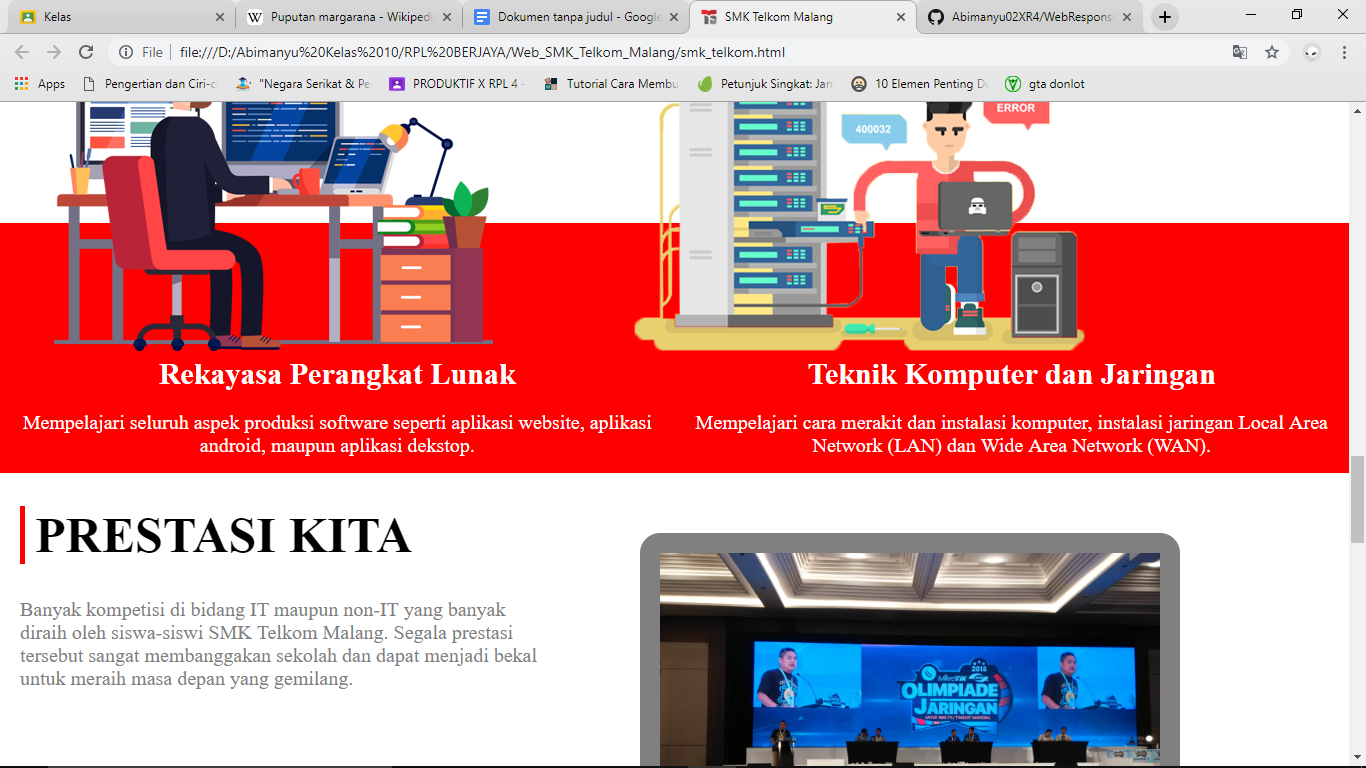 Kelas
Puputan margarana - Wikiped
Dokumen tanpa judul - Google
SMK Telkom Malang
Abimanyu02XR4/WebRespons
File
file:///D:/Abimanyu%20Kelas%2010/RPL%20BERJAYA/Web_SMK_Telkom_Malang/smk_telkom.html
Apps
Pengertian dan Ciri-c
"Negara Serikat & Pe
PRODUKTIF X RPL 4 -
Tutorial Cara Membu
Petunjuk Singkat: Jan
10 Elemen Penting D
gta donlot
400032
ERROR
Rekayasa Perangkat Lunak
Mempelajari seluruh aspek produksi software seperti aplikasi website, aplikasi
android, maupun aplikasi dekstop.
Teknik Komputer dan Jaringan
Mempelajari cara merakit dan instalasi komputer, instalasi jaringan Local Area
Network (LAN) dan Wide Area Network (WAN).
PRESTASI KITA
Banyak kompetisi di bidang IT maupun non-IT yang banyak
diraih oleh siswa-siswi SMK Telkom Malang. Segala prestasi
tersebut sangat membanggakan sekolah dan dapat menjadi bekal
untuk meraih masa depan yang gemilang.
2018
MikroTik
OLIMPIADE
JARINGAN